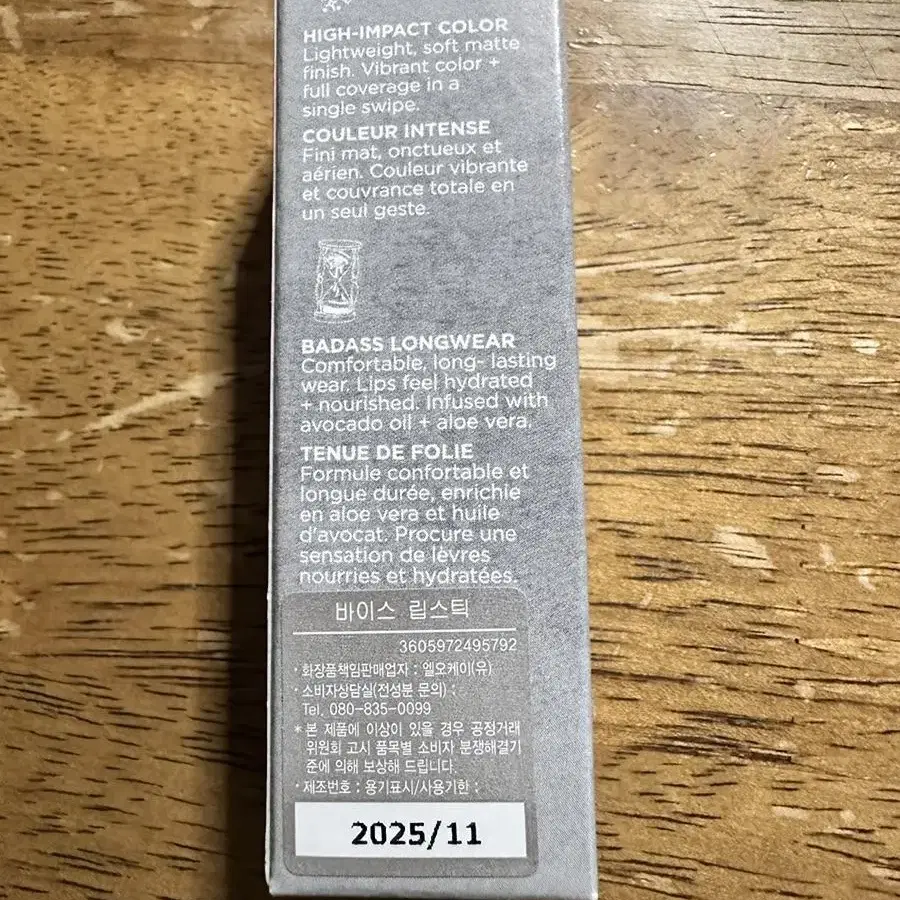 HIGH-IMPACT COLOR
Lightweight, soft matte
finish. Vibrant color +
full coverage in a
single swipe.
COULEUR INTENSE
Fini mat, onctueux et
aérien. Couleur vibrante
et couvrance totale en
un seul geste.
BADASS LONGWEAR
Comfortable, long- lasting
wear. Lips feel hydrated
+ nourished. Infused with
avocado oil + aloe vera.
TENUE DE FOLIE
Formule confortable et
longue durée, enrichie
en aloe vera et huile
d'avocat. Procure une
sensation de lèvres
nourries et hydratées.
바이스 립스틱
3605972495792
· 화장품책임판매업자 : 엘오케이(유)
· 소비자상담실(전성분 문의) :
Tel. 080-835-0099
* 본 제품에 이상이 있을 경우 공정거래
위원회 고시 품목별 소비자 분쟁해결기
준에 의해 보상해 드립니다.
· 제조번호 : 용기표시/사용기한 :
2025/11